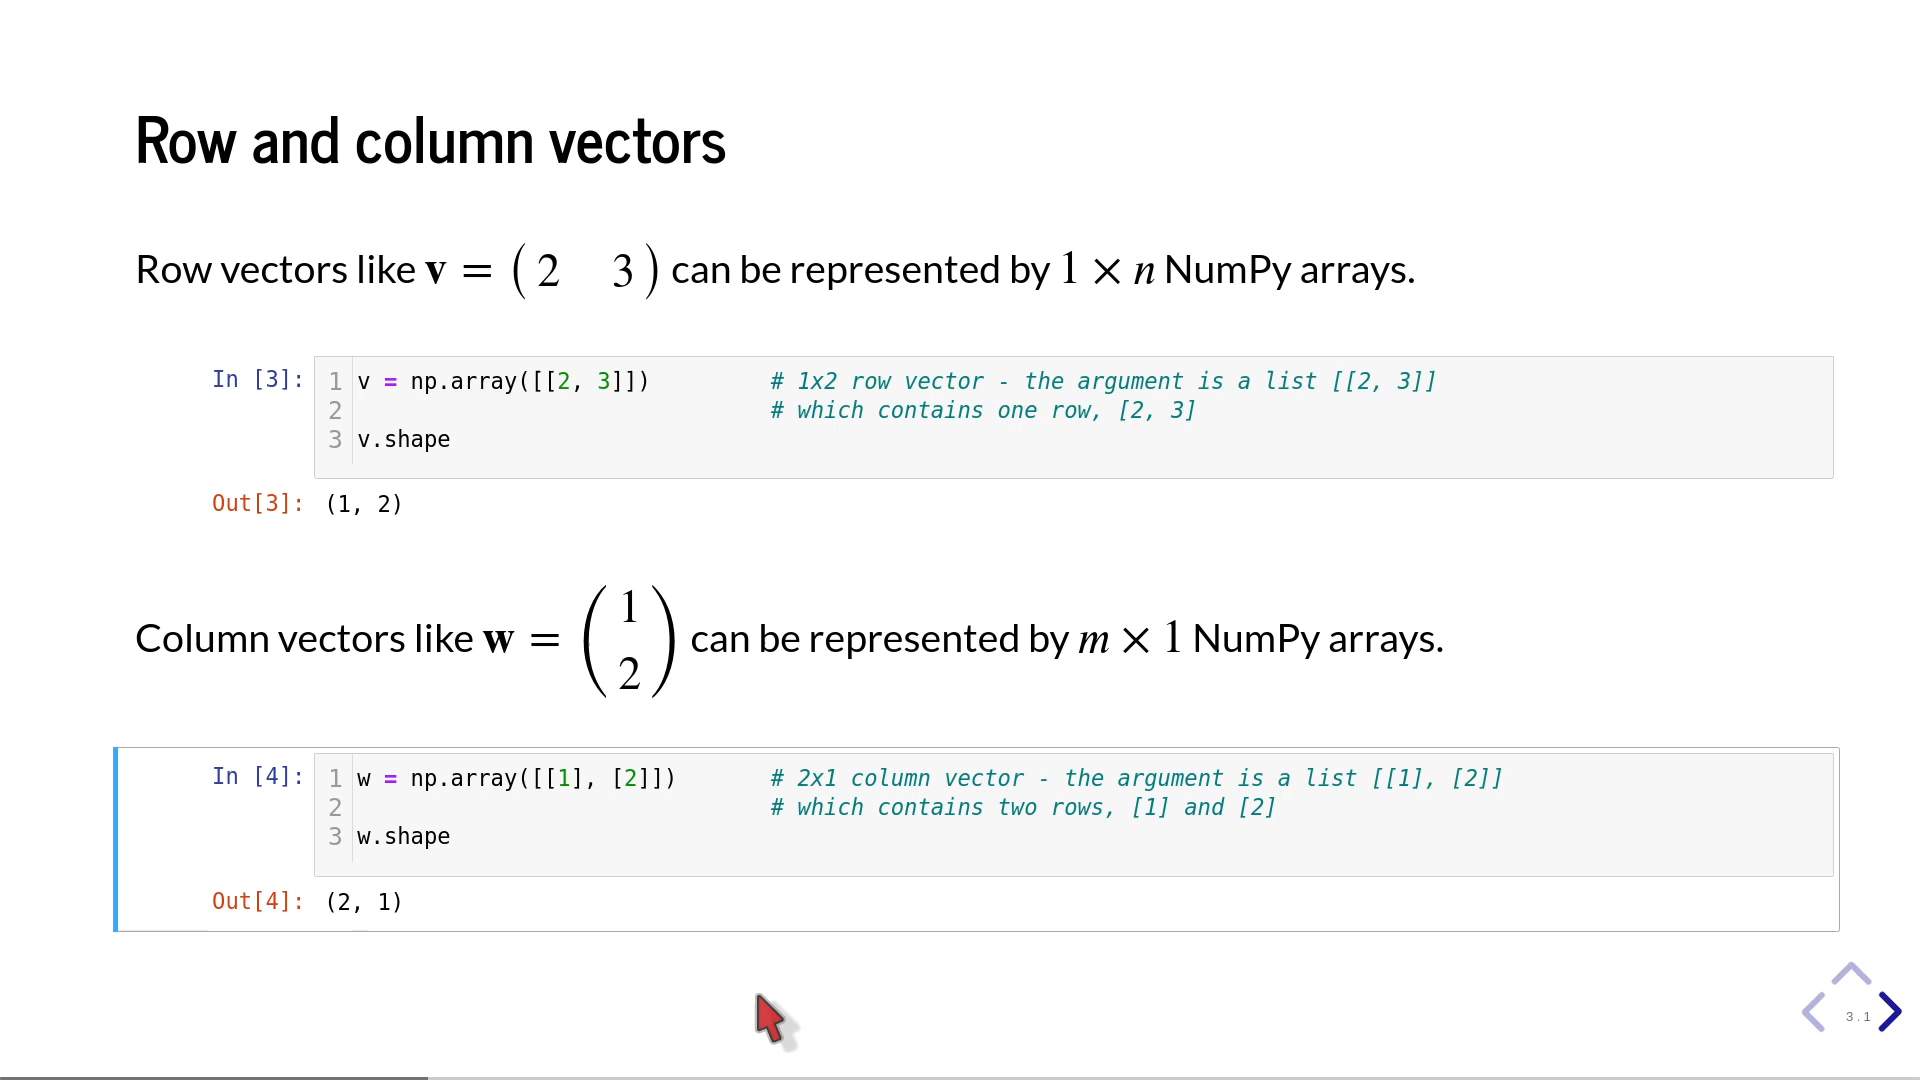 Row and column vectors
Row vectors like v = ( 2 3 ) can be represented by 1 × n NumPy arrays.
In [3]: 1 v = np.array([[2, 3]]) # 1x2 row vector - the argument is a list [[2, 3]]
2 # which contains one row, [2, 3]
3 v.shape
Out[3]: (1, 2)
Column vectors like w = ( 1 2 ) can be represented by m × 1 NumPy arrays.
In [4]: 1 w = np.array([[1], [2]]) # 2x1 column vector - the argument is a list [[1], [2]]
2 # which contains two rows, [1] and [2]
3 w.shape
Out[4]: (2, 1)
3.1